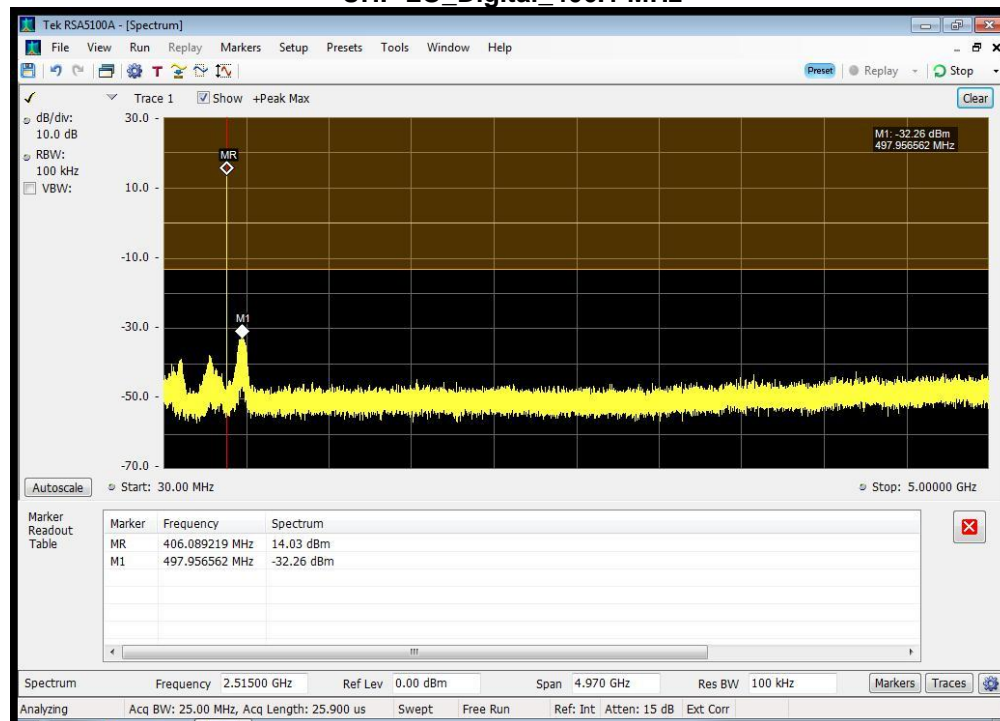 Tek RSA5100A - [Spectrum]
File View Run Replay Markers Setup Presets Tools Window Help
T Preset Replay Stop
Trace 1 Show +Peak Max Clear
dB/div:
10.0 dB
RBW:
100 kHz
VBW:
30.0
10.0
-10.0
-30.0
-50.0
-70.0
M1: -32.26 dBm
497.956562 MHz
MR
M1
Autoscale Start: 30.00 MHz Stop: 5.00000 GHz
Marker
Readout
Table
Marker Frequency Spectrum
MR 406.089219 MHz 14.03 dBm
M1 497.956562 MHz -32.26 dBm
Spectrum Frequency 2.51500 GHz Ref Lev 0.00 dBm Span 4.970 GHz Res BW 100 kHz Markers Traces
Analyzing Acq BW: 25.00 MHz, Acq Length: 25.900 us Swept Free Run Ref: Int Atten: 15 dB Ext Corr